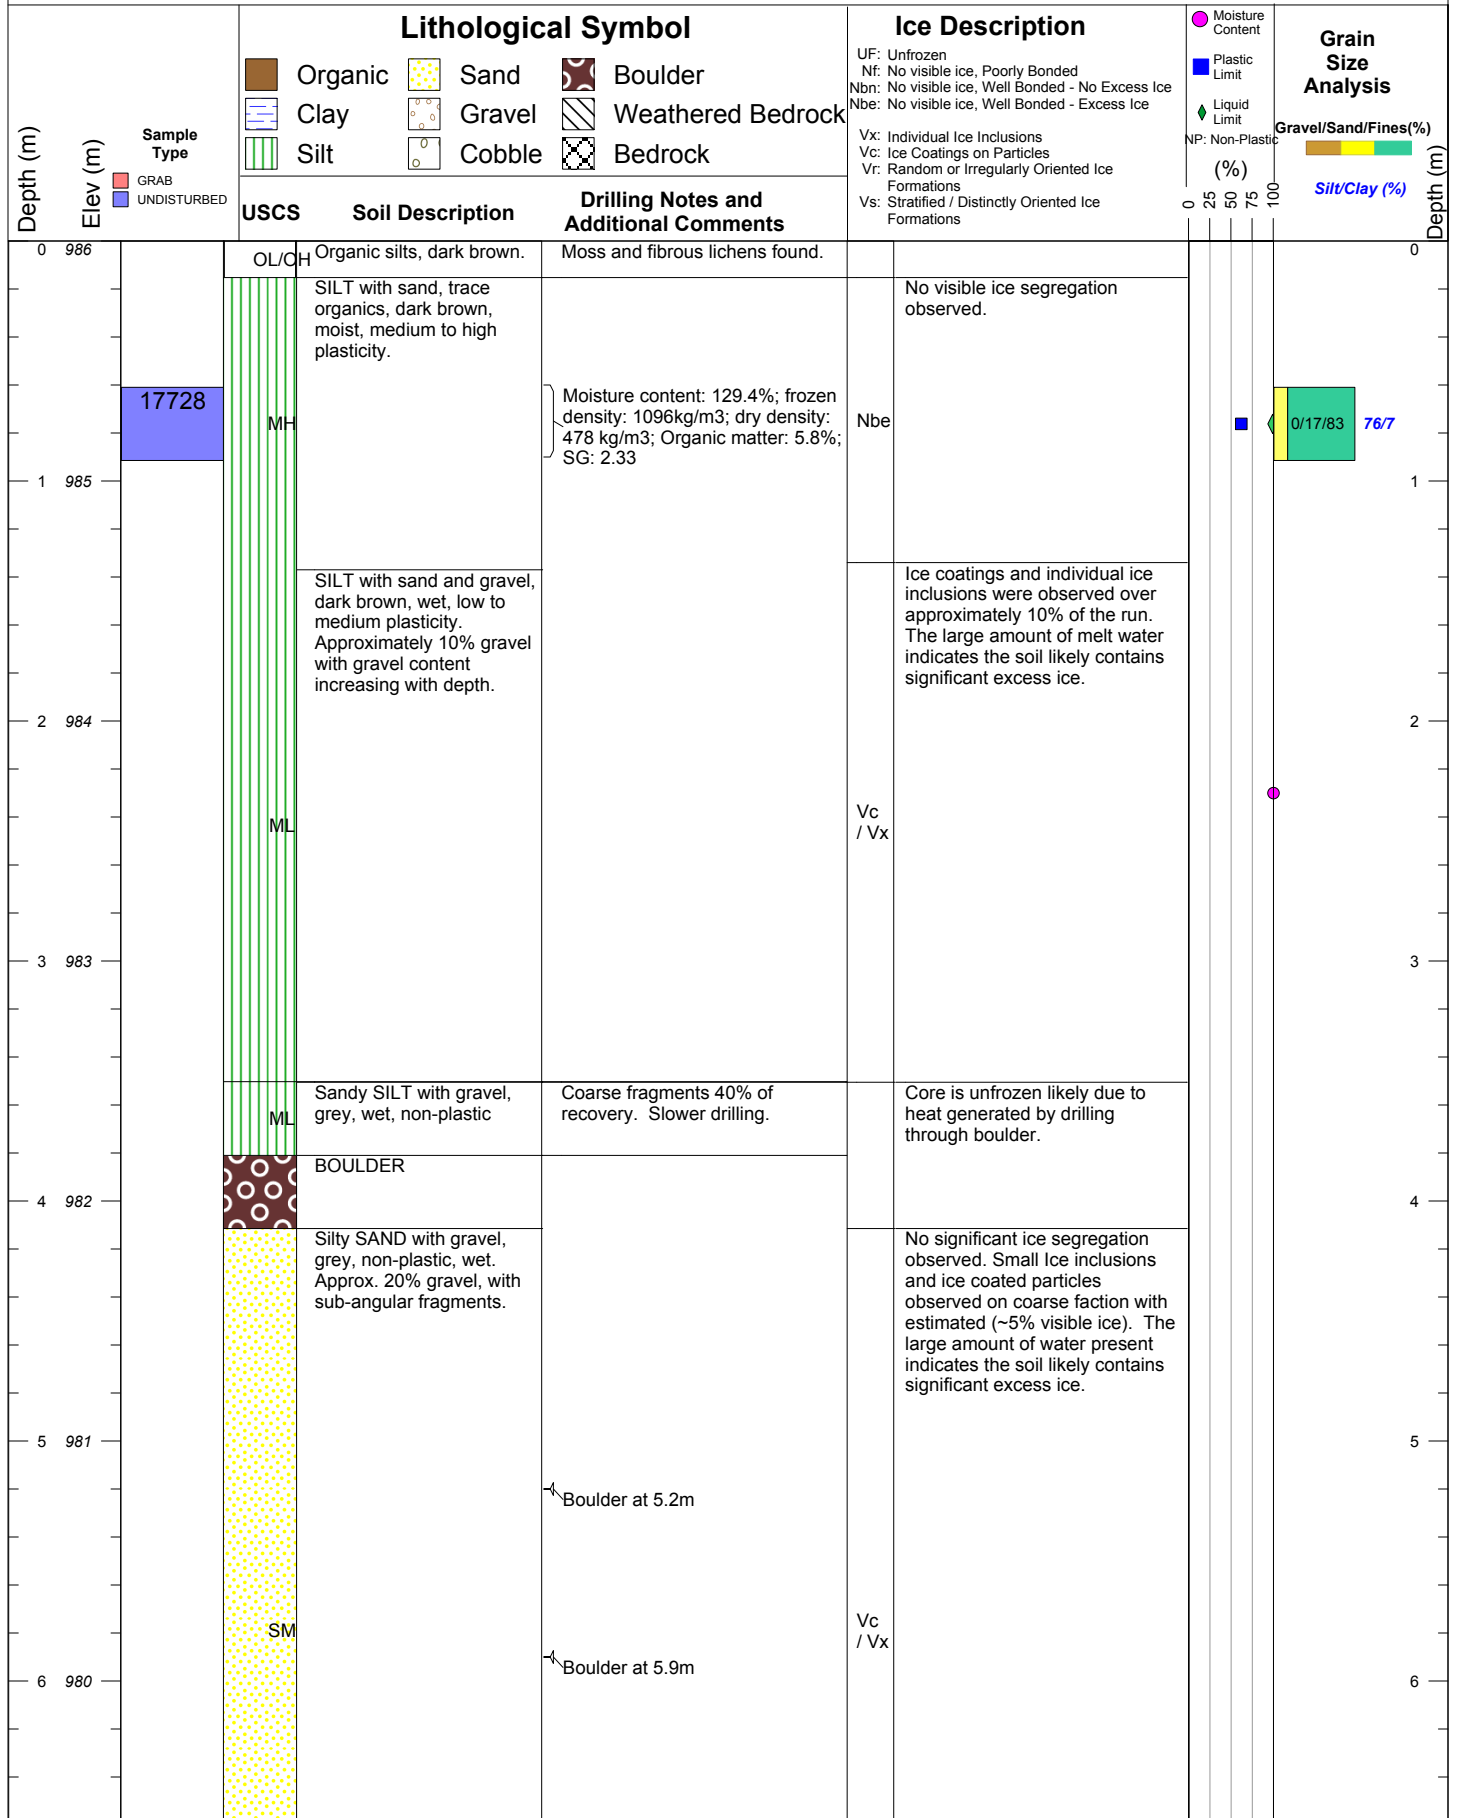 Lithological Symbol
Organic
Sand
Boulder
Clay
Gravel
Weathered Bedrock
Silt
Cobble
Bedrock
Ice Description
UF: Unfrozen
Nf: No visible ice, Poorly Bonded
Nbn: No visible ice, Well Bonded - No Excess Ice
Nbe: No visible ice, Well Bonded - Excess Ice
Vx: Individual Ice Inclusions
Vc: Ice Coatings on Particles
Vr: Random or Irregularly Oriented Ice
Formations
Vs: Stratified / Distinctly Oriented Ice
Formations
Moisture
Content
Plastic
Limit
Liquid
Limit
NP: Non-Plastic
(%)
0
25
50
75
100
Grain
Size
Analysis
Gravel/Sand/Fines(%)
Silt/Clay (%)
Depth (m)
Depth (m)
Elev (m)
Sample
Type
GRAB
UNDISTURBED
USCS
Soil Description
Drilling Notes and
Additional Comments
0 986
OL/OH
Organic silts, dark brown.
Moss and fibrous lichens found.
0
SILT with sand, trace
organics, dark brown,
moist, medium to high
plasticity.
No visible ice segregation
observed.
17728
MH
Moisture content: 129.4%; frozen
density: 1096kg/m3; dry density:
478 kg/m3; Organic matter: 5.8%;
SG: 2.33
Nbe
0/17/83
76/7
1 985
1
SILT with sand and gravel,
dark brown, wet, low to
medium plasticity.
Approximately 10% gravel
with gravel content
increasing with depth.
Ice coatings and individual ice
inclusions were observed over
approximately 10% of the run.
The large amount of melt water
indicates the soil likely contains
significant excess ice.
2 984
2
ML
Vc
/ Vx
3 983
3
ML
Sandy SILT with gravel,
grey, wet, non-plastic
Coarse fragments 40% of
recovery. Slower drilling.
Core is unfrozen likely due to
heat generated by drilling
through boulder.
BOULDER
4 982
4
Silty SAND with gravel,
grey, non-plastic, wet.
Approx. 20% gravel, with
sub-angular fragments.
No significant ice segregation
observed. Small Ice inclusions
and ice coated particles
observed on coarse faction with
estimated (~5% visible ice). The
large amount of water present
indicates the soil likely contains
significant excess ice.
5 981
5
Boulder at 5.2m
SM
Vc
/ Vx
Boulder at 5.9m
6 980
6